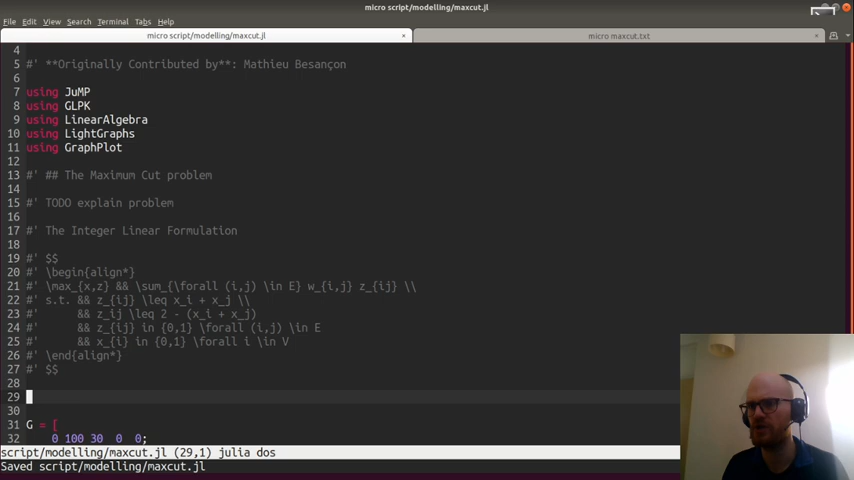 micro script/modelling/maxcut.jl
File Edit View Search Terminal Tabs Help
micro script/modelling/maxcut.jl × micro maxcut.txt ×
4
5 #' **Originally Contributed by**: Mathieu Besançon
6
7 using JuMP
8 using GLPK
9 using LinearAlgebra
10 using LightGraphs
11 using GraphPlot
12
13 #' ## The Maximum Cut problem
14
15 #' TODO explain problem
16
17 #' The Integer Linear Formulation
18
19 #' $$
20 #' \begin{align*}
21 #' \max_{x,z} && \sum_{\forall (i,j) \in E} w_{i,j} z_{ij} \\
22 #' s.t. && z_{ij} \leq x_i + x_j \\
23 #'      && z_ij \leq 2 - (x_i + x_j)
24 #'      && z_{ij} in {0,1} \forall (i,j) \in E
25 #'      && x_{i} in {0,1} \forall i \in V
26 #' \end{align*}
27 #' $$
28
29
30
31 G = [
32     0 100 30  0  0;
script/modelling/maxcut.jl (29,1) julia dos
Saved script/modelling/maxcut.jl